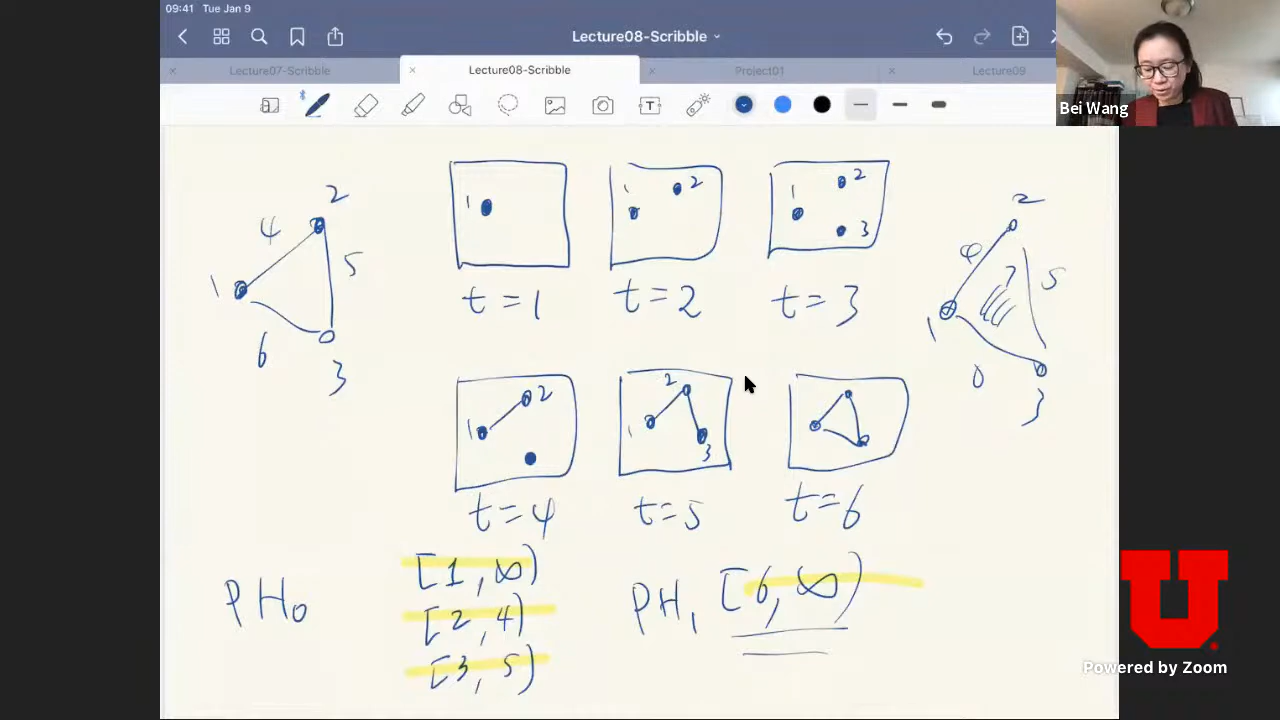 09:41 Tue Jan 9
Lecture08-Scribble
Lecture07-Scribble
Lecture08-Scribble
Project01
Lecture09
T
Bei Wang
2
4
5
1
6
3
1
t=1
1
2
t=2
1
2
3
t=3
2
5
7
1
0
3
1
2
t=4
2
1
3
t=5
t=6
PH0
[1, ∞)
[2, 4)
[3, 5)
PH1 [6, ∞)
U
Powered by Zoom